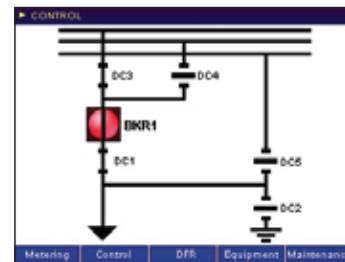 CONTROL
DC3
DC4
BKR1
DC1
DC5
DC2
Metering Control DFR Equipment Maintenanc